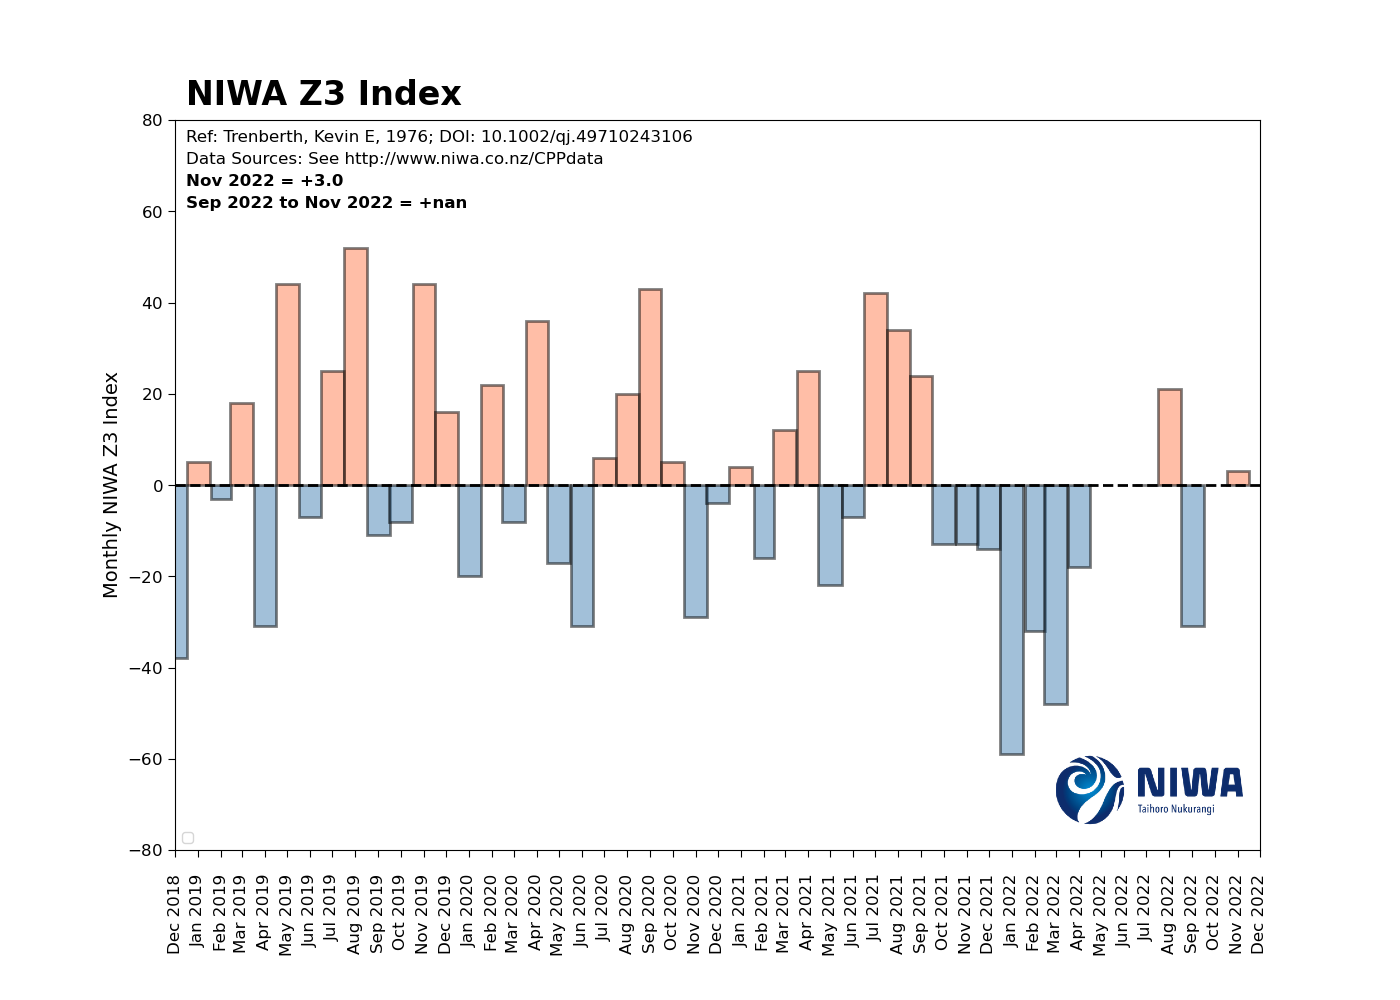 NIWA Z3 Index
Ref: Trenberth, Kevin E, 1976; DOI: 10.1002/qj.49710243106
Data Sources: See http://www.niwa.co.nz/CPPdata
Nov 2022 = +3.0
Sep 2022 to Nov 2022 = +nan
Monthly NIWA Z3 Index
80
60
40
20
0
−20
−40
−60
−80
NIWA
Taihoro Nukurangi
Dec 2018
Jan 2019
Feb 2019
Mar 2019
Apr 2019
May 2019
Jun 2019
Jul 2019
Aug 2019
Sep 2019
Oct 2019
Nov 2019
Dec 2019
Jan 2020
Feb 2020
Mar 2020
Apr 2020
May 2020
Jun 2020
Jul 2020
Aug 2020
Sep 2020
Oct 2020
Nov 2020
Dec 2020
Jan 2021
Feb 2021
Mar 2021
Apr 2021
May 2021
Jun 2021
Jul 2021
Aug 2021
Sep 2021
Oct 2021
Nov 2021
Dec 2021
Jan 2022
Feb 2022
Mar 2022
Apr 2022
May 2022
Jun 2022
Jul 2022
Aug 2022
Sep 2022
Oct 2022
Nov 2022
Dec 2022